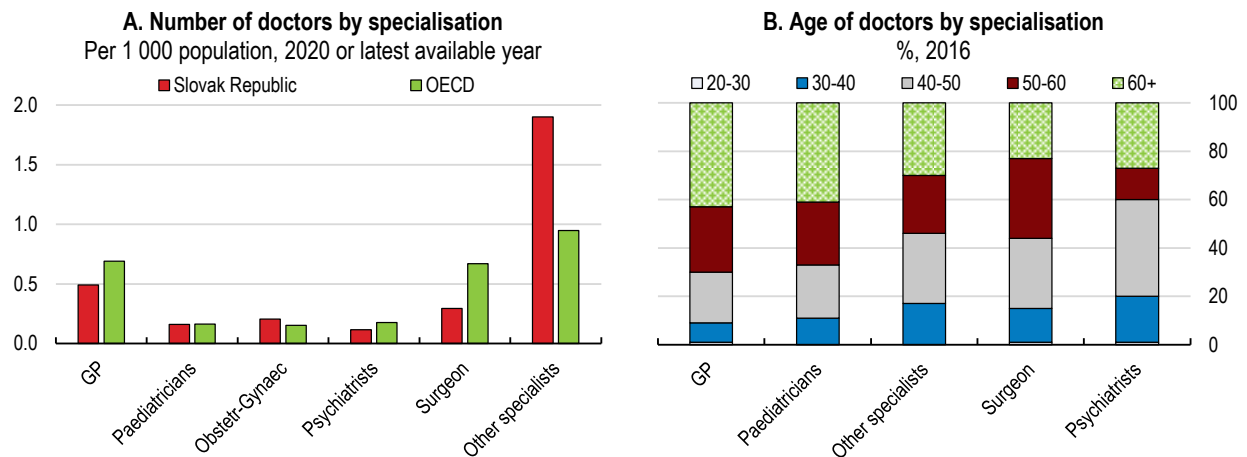 A. Number of doctors by specialisation
Per 1 000 population, 2020 or latest available year
Slovak Republic OECD
2.0
1.5
1.0
0.5
0.0
GP
Paediatricians
Obstetr-Gynaec
Psychiatrists
Surgeon
Other specialists
B. Age of doctors by specialisation
%, 2016
20-30 30-40 40-50 50-60 60+
100
80
60
40
20
0
GP
Paediatricians
Other specialists
Surgeon
Psychiatrists